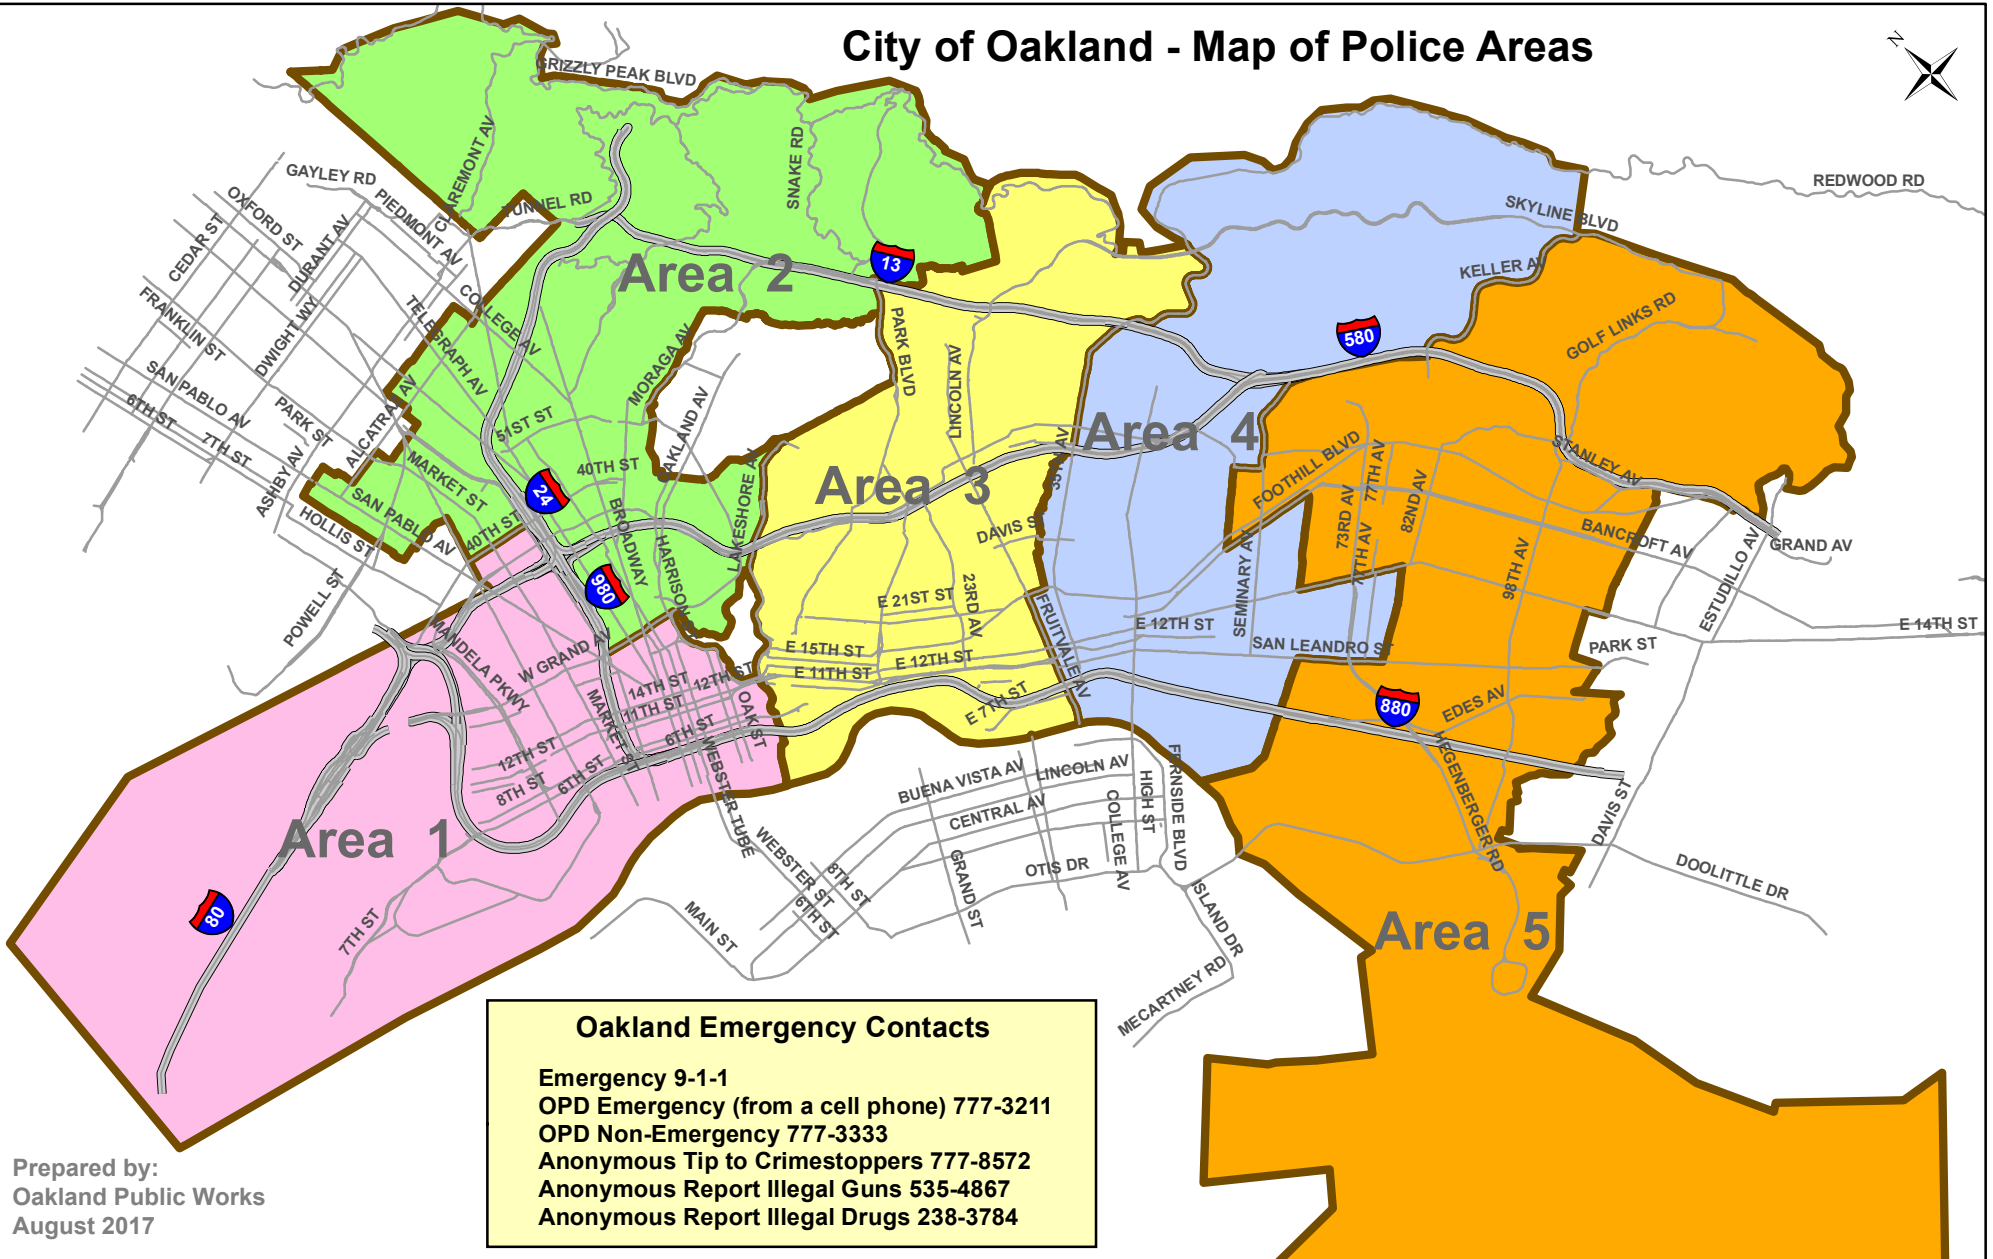 City of Oakland - Map of Police Areas
N
GRIZZLY PEAK BLVD
CLAREMONT AV
SNAKE RD
GAYLEY RD
TUNNEL RD
REDWOOD RD
OXFORD ST
PIEDMONT AV
SKYLINE BLVD
CEDAR ST
DURANT AV
Area 2
13
KELLER AV
FRANKLIN ST
DWIGHT WY
TELEGRAPH AV
COLLEGE AV
PARK BLVD
LINCOLN AV
580
GOLF LINKS RD
SAN PABLO AV
MORAGA AV
6TH ST
7TH ST
PARK ST
ALCATRAZ AV
51ST ST
OAKLAND AV
35TH AV
Area 4
FOOTHILL BLVD
77TH AV
STANLEY AV
ASHBY AV
MARKET ST
40TH ST
LAKESHORE AV
Area 3
73RD AV
82ND AV
SAN PABLO AV
24
BROADWAY
HOLLIS ST
40TH ST
HARRISON ST
DAVIS ST
77TH AV
BANCROFT AV
GRAND AV
SEMINARY AV
98TH AV
ESTUDILLO AV
POWELL ST
980
E 21ST ST
23RD AV
FRUITVALE AV
E 12TH ST
E 14TH ST
MANDELA PKWY
W GRAND AV
E 15TH ST
E 11TH ST
E 12TH ST
SAN LEANDRO ST
PARK ST
14TH ST
12TH ST
11TH ST
MARKET ST
OAK ST
E 7TH ST
880
EDES AV
6TH ST
12TH ST
8TH ST
6TH ST
WEBSTER TUBE
HEGENBERGER RD
BUENA VISTA AV
LINCOLN AV
FERNSIDE BLVD
HIGH ST
CENTRAL AV
COLLEGE AV
DAVIS ST
Area 1
WEBSTER ST
8TH ST
6TH ST
GRAND ST
OTIS DR
DOOLITTLE DR
80
7TH ST
MAIN ST
ISLAND DR
Area 5
MECARTNEY RD
Oakland Emergency Contacts
Emergency 9-1-1
OPD Emergency (from a cell phone) 777-3211
OPD Non-Emergency 777-3333
Anonymous Tip to Crimestoppers 777-8572
Anonymous Report Illegal Guns 535-4867
Anonymous Report Illegal Drugs 238-3784
Prepared by:
Oakland Public Works
August 2017